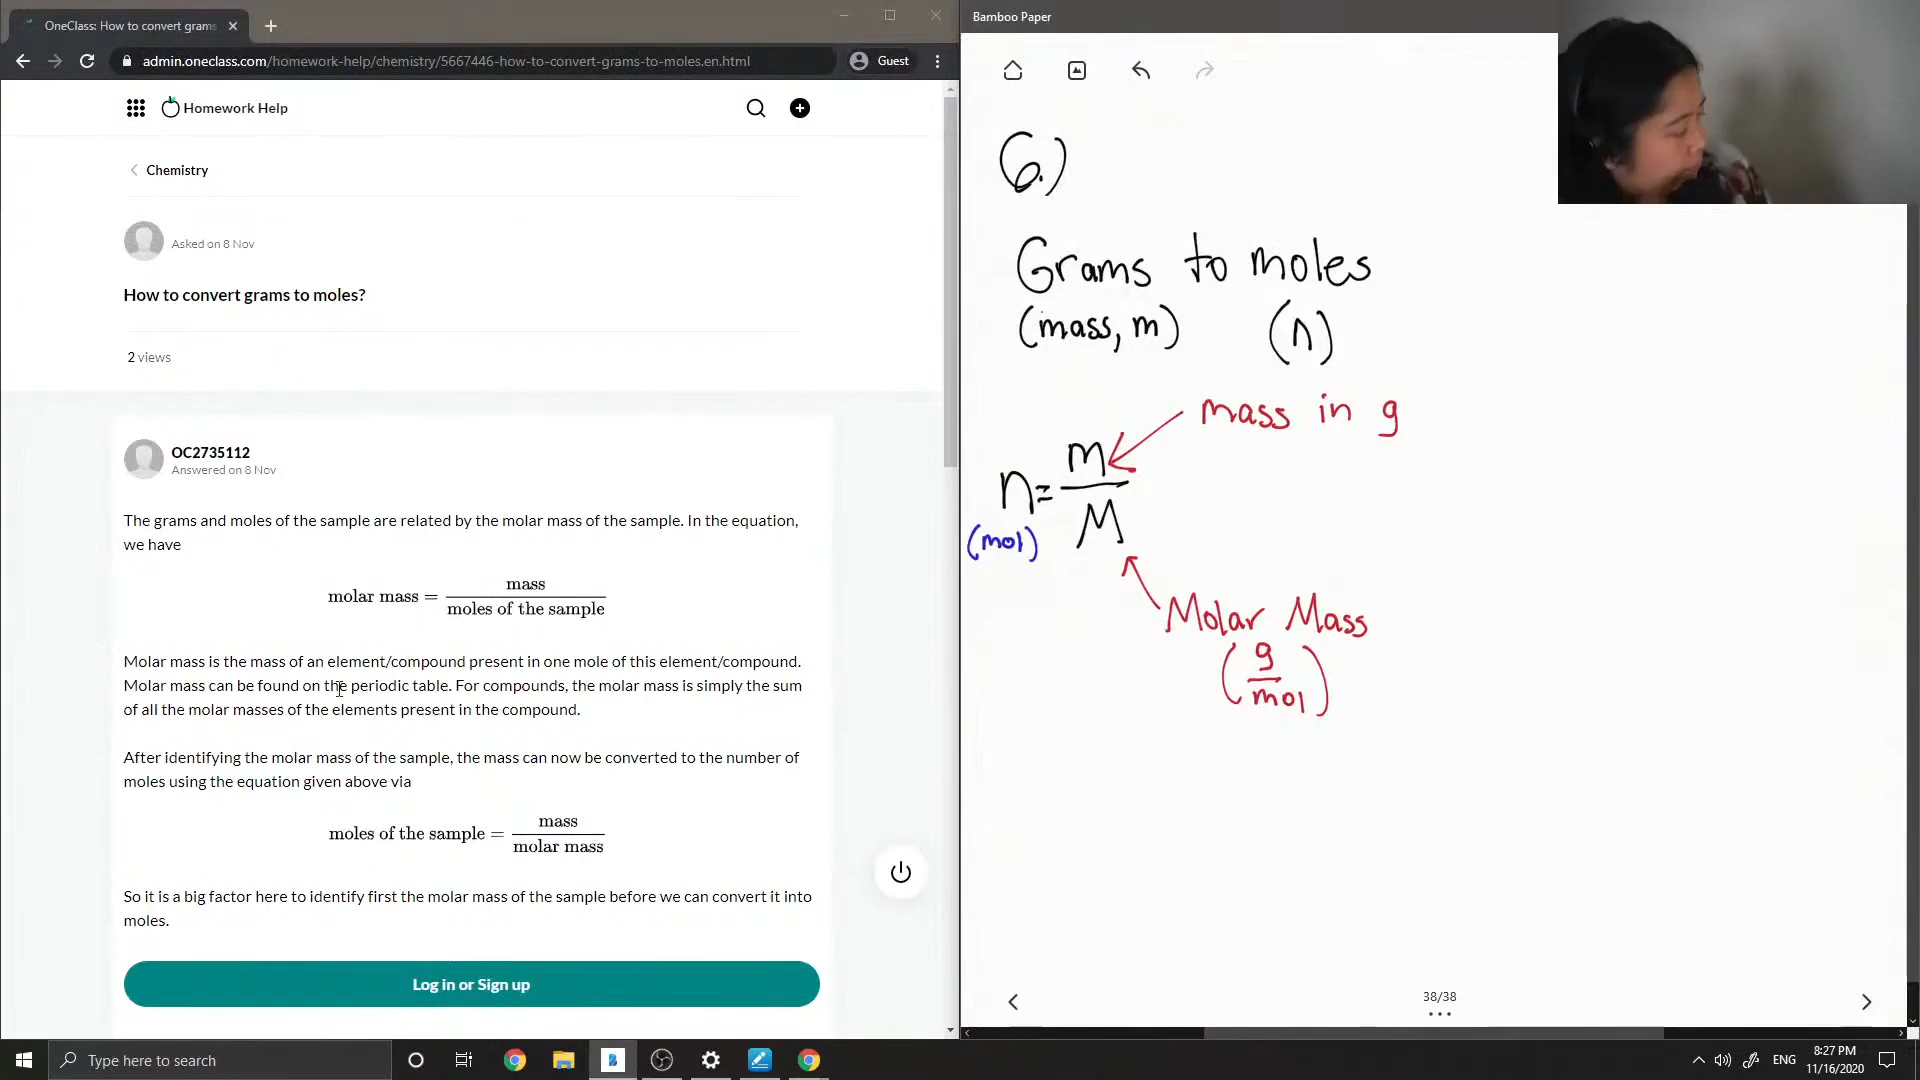 OneClass: How to convert grams
admin.oneclass.com/homework-help/chemistry/5667446-how-to-convert-grams-to-moles.en.html
Guest
Homework Help
Chemistry
Asked on 8 Nov
How to convert grams to moles?
2 views
OC2735112
Answered on 8 Nov
The grams and moles of the sample are related by the molar mass of the sample. In the equation,
we have
molar mass = mass / moles of the sample
Molar mass is the mass of an element/compound present in one mole of this element/compound.
Molar mass can be found on the periodic table. For compounds, the molar mass is simply the sum
of all the molar masses of the elements present in the compound.
After identifying the molar mass of the sample, the mass can now be converted to the number of
moles using the equation given above via
moles of the sample = mass / molar mass
So it is a big factor here to identify first the molar mass of the sample before we can convert it into
moles.
Log in or Sign up
Bamboo Paper
6.)
Grams to moles
(mass, m) (n)
mass in g
n = m / M
(mol)
Molar Mass
(g / mol)
38/38
Type here to search
ENG
8:27 PM
11/16/2020